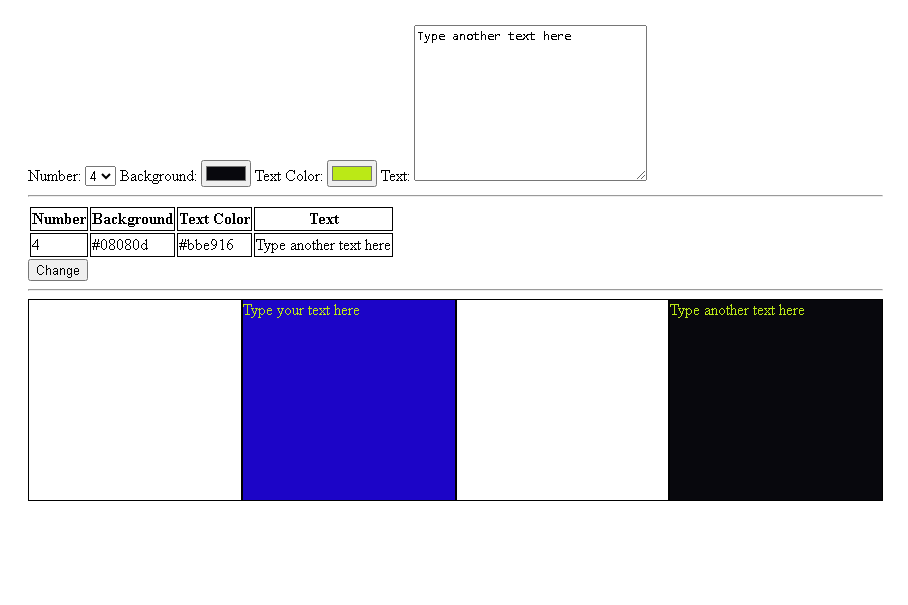 Type another text here
Number: 4 Background: Text Color: Text:
Number Background Text Color Text
4 #08080d #bbe916 Type another text here
Change
Type your text here Type another text here